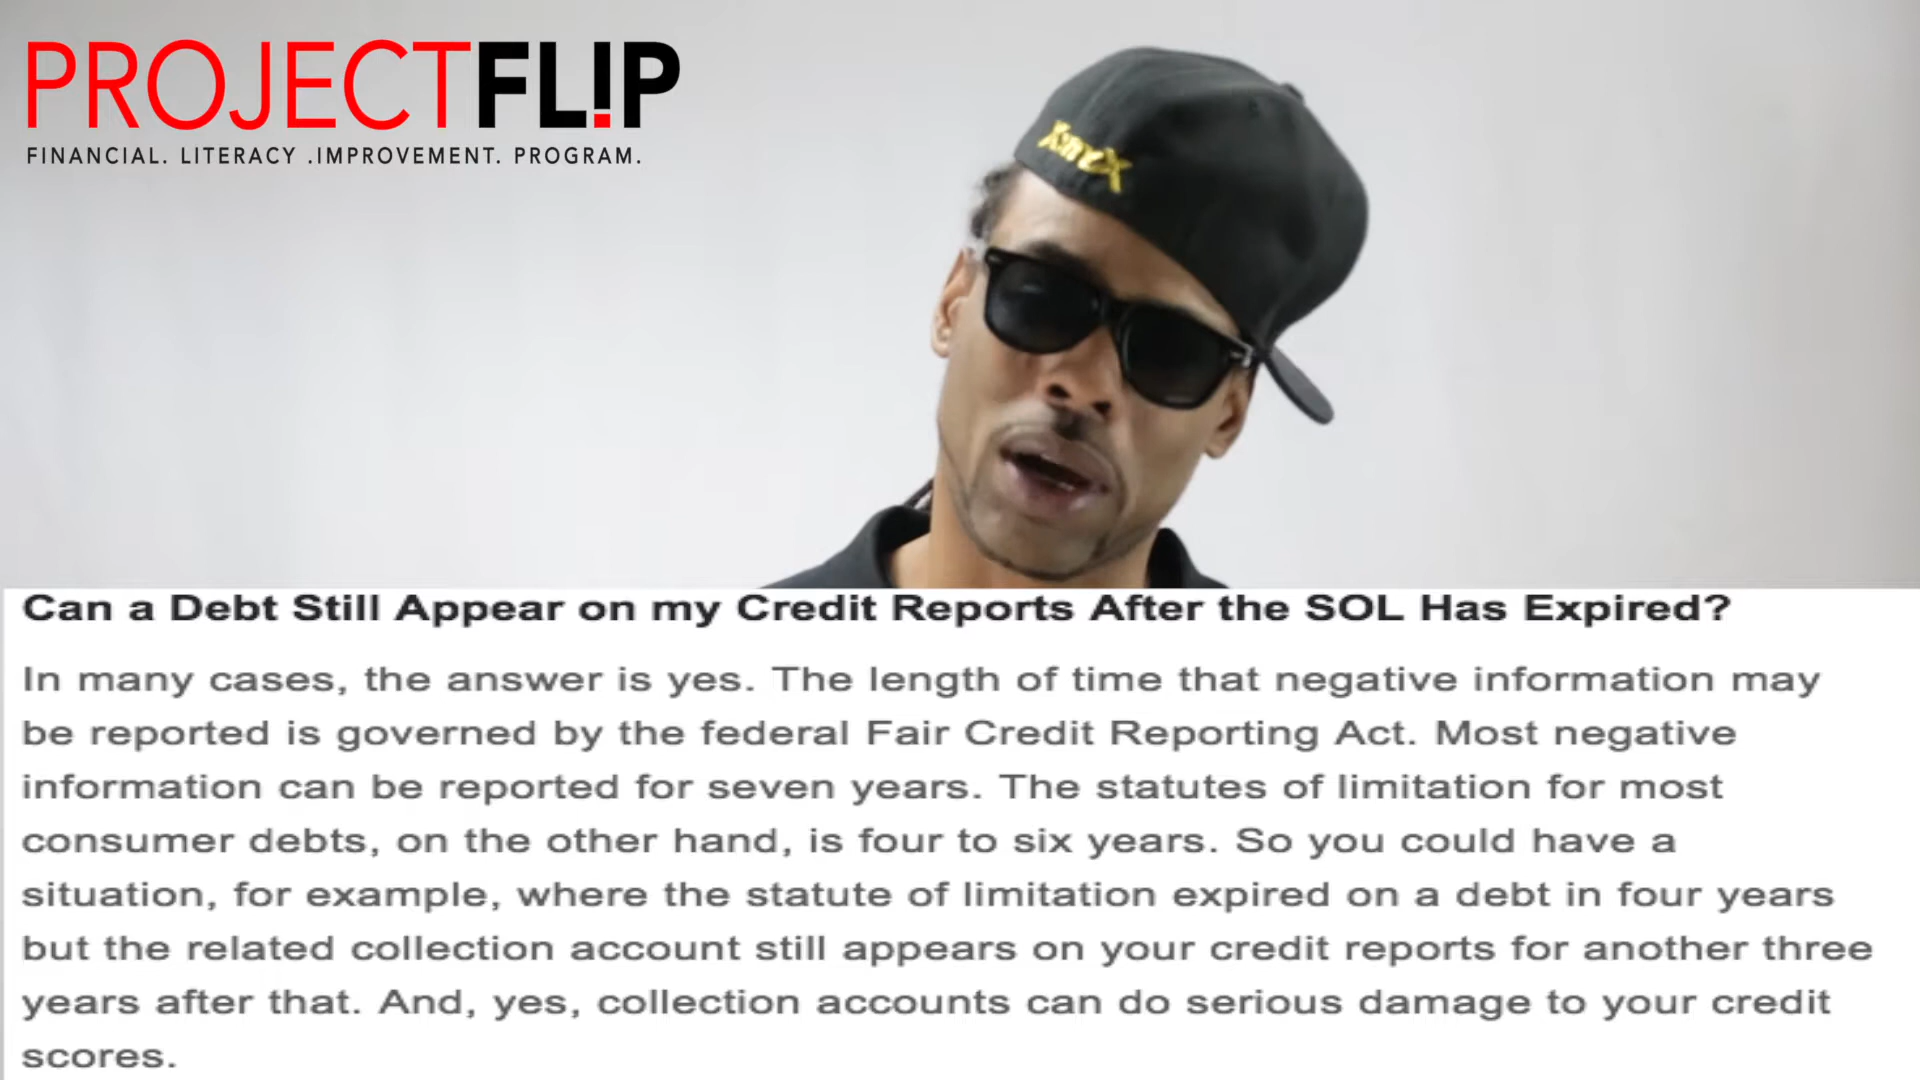 PROJECTFL!P
FINANCIAL. LITERACY .IMPROVEMENT. PROGRAM.
Can a Debt Still Appear on my Credit Reports After the SOL Has Expired?
In many cases, the answer is yes. The length of time that negative information may
be reported is governed by the federal Fair Credit Reporting Act. Most negative
information can be reported for seven years. The statutes of limitation for most
consumer debts, on the other hand, is four to six years. So you could have a
situation, for example, where the statute of limitation expired on a debt in four years
but the related collection account still appears on your credit reports for another three
years after that. And, yes, collection accounts can do serious damage to your credit
scores.